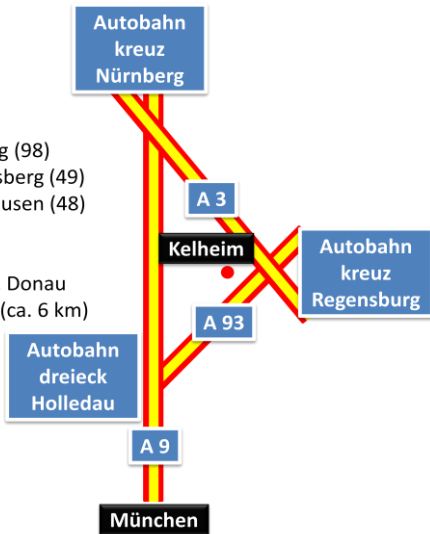 Autobahn
kreuz
Nürnberg
g (98)
sberg (49)
ausen (48)
A 3
Kelheim
Donau
(ca. 6 km)
Autobahn
kreuz
Regensburg
A 93
Autobahn
dreieck
Holledau
A 9
München